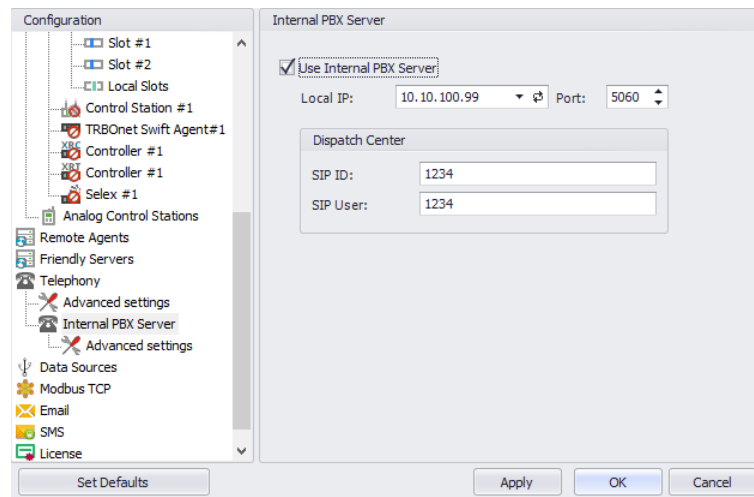 Configuration
Slot #1
Slot #2
Local Slots
Control Station #1
TRBOnet Swift Agent#1
XRC
Controller #1
XRT
Controller #1
Selex #1
Analog Control Stations
Remote Agents
Friendly Servers
Telephony
Advanced settings
Internal PBX Server
Advanced settings
Data Sources
Modbus TCP
Email
SMS
License
Set Defaults
Internal PBX Server
Use Internal PBX Server
Local IP: 10.10.100.99 Port: 5060
Dispatch Center
SIP ID: 1234
SIP User: 1234
Apply OK Cancel